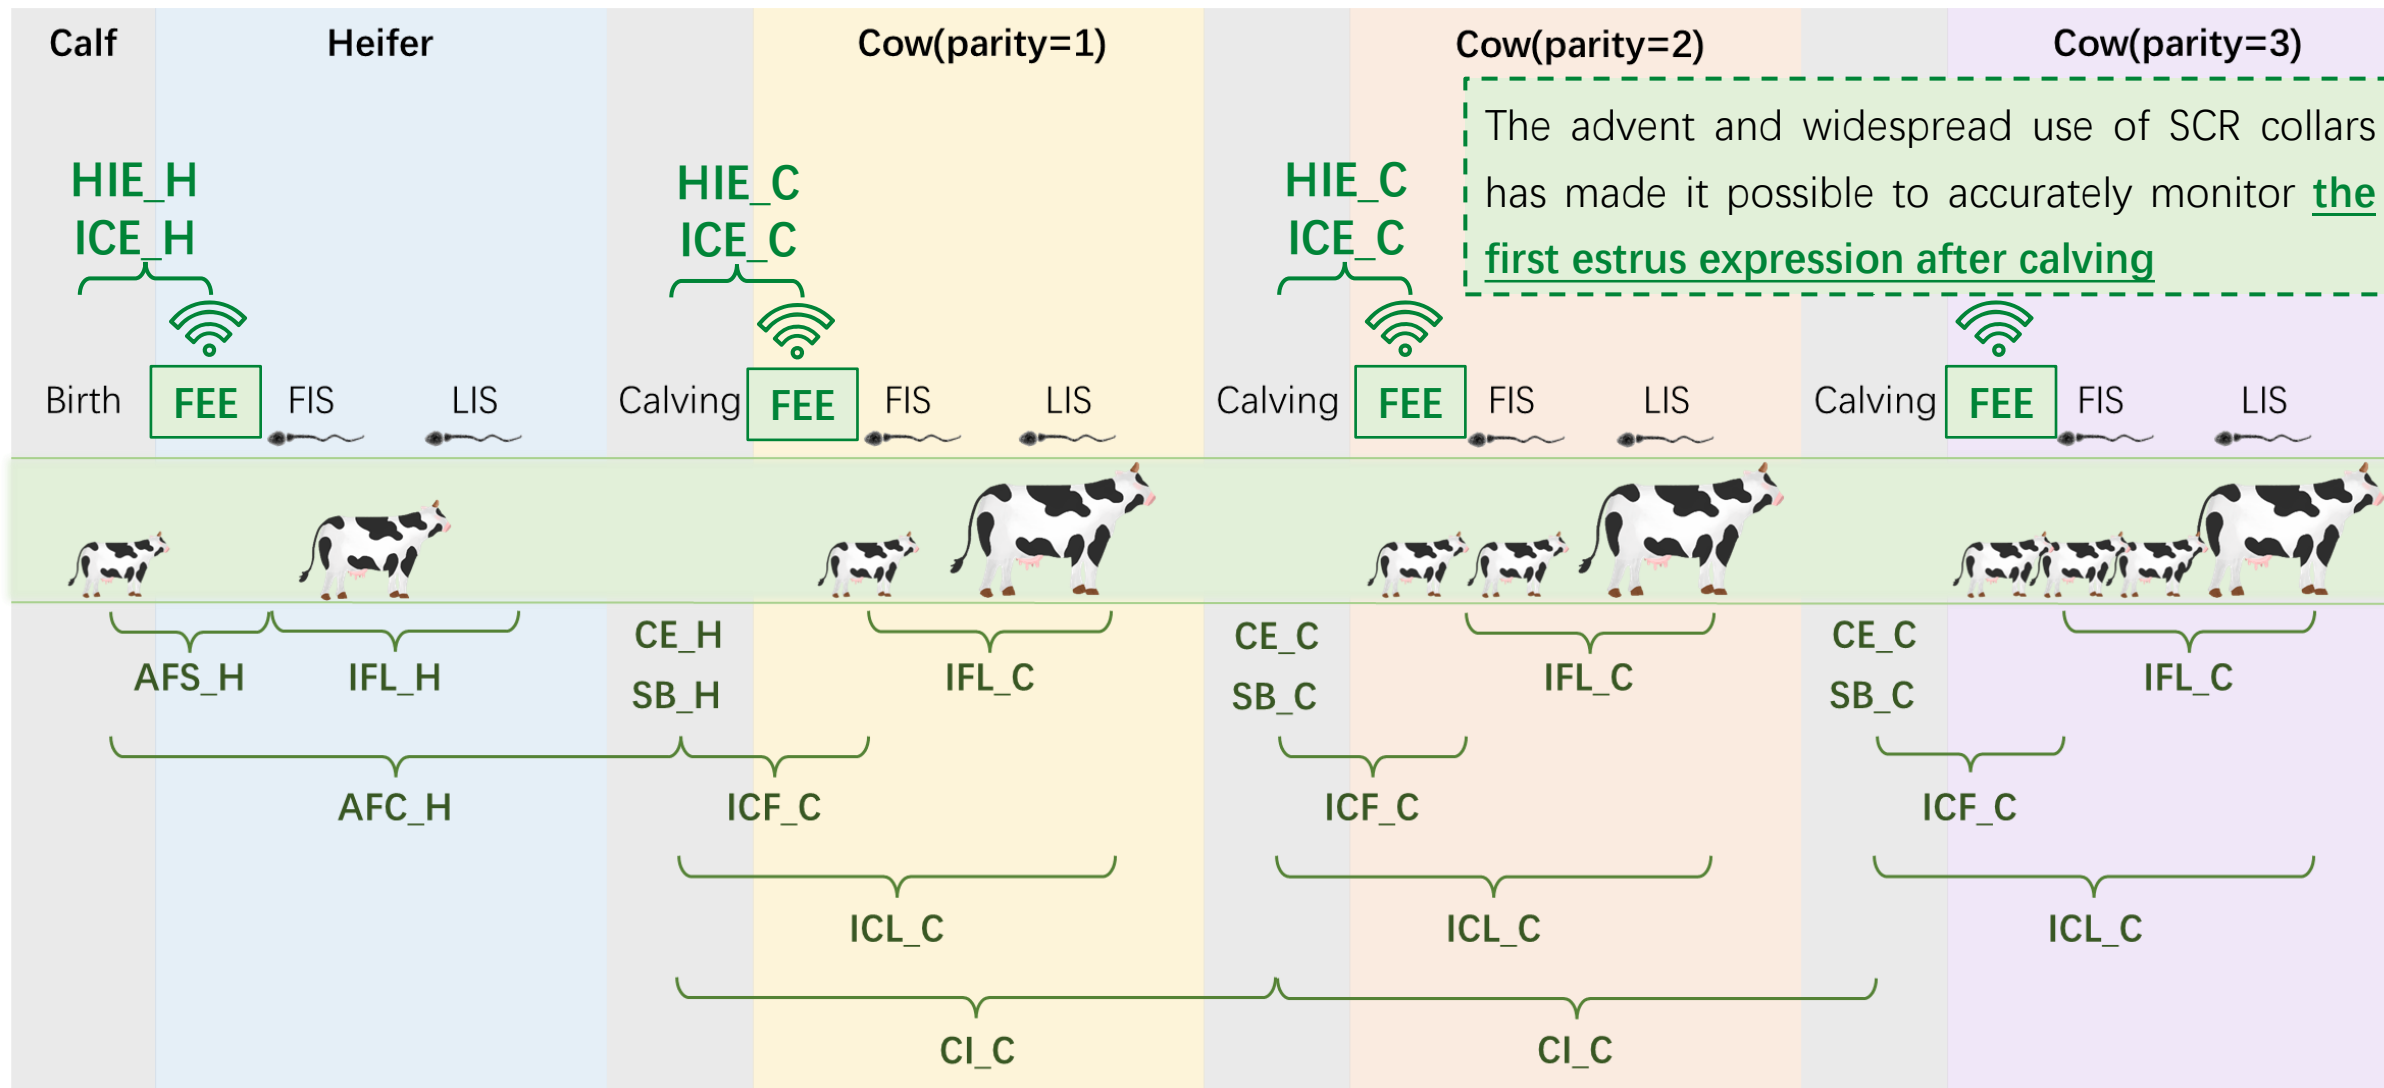 Calf
Heifer
Cow(parity=1)
Cow(parity=2)
Cow(parity=3)
The advent and widespread use of SCR collars
has made it possible to accurately monitor the
first estrus expression after calving
HIE_H
ICE_H
HIE_C
ICE_C
HIE_C
ICE_C
Birth
FEE
FIS
LIS
Calving
FEE
FIS
LIS
Calving
FEE
FIS
LIS
Calving
FEE
FIS
LIS
AFS_H
IFL_H
CE_H
SB_H
IFL_C
CE_C
SB_C
IFL_C
CE_C
SB_C
IFL_C
AFC_H
ICF_C
ICF_C
ICF_C
ICL_C
ICL_C
ICL_C
CI_C
CI_C